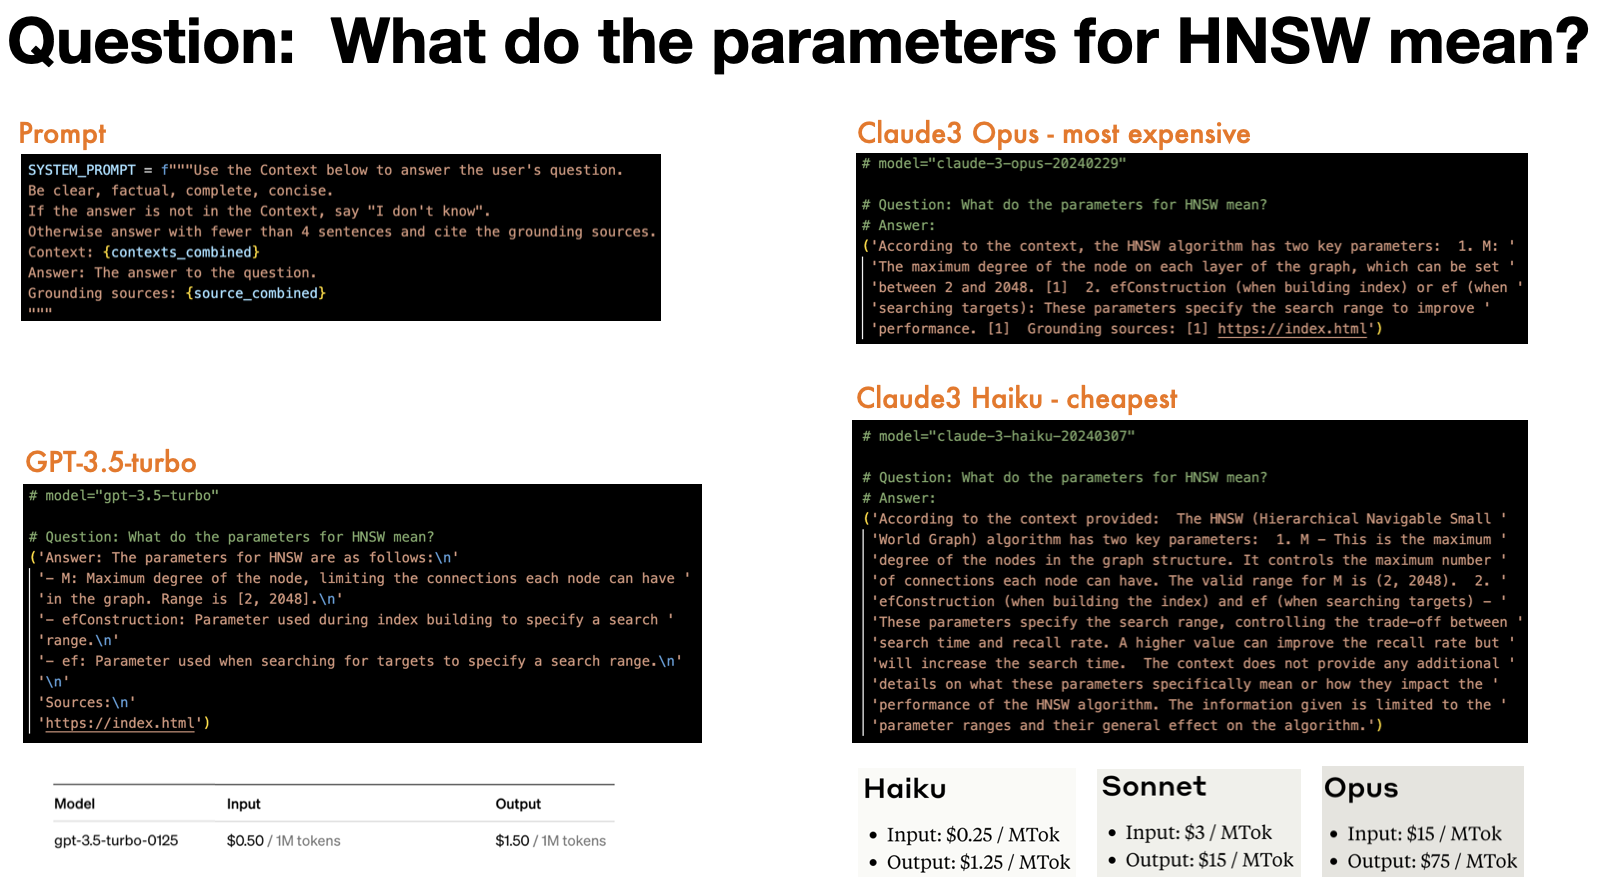 Question:  What do the parameters for HNSW mean?
Prompt
SYSTEM_PROMPT = f"""Use the Context below to answer the user's question.
Be clear, factual, complete, concise.
If the answer is not in the Context, say "I don't know".
Otherwise answer with fewer than 4 sentences and cite the grounding sources.
Context: {contexts_combined}
Answer: The answer to the question.
Grounding sources: {source_combined}
"""
GPT-3.5-turbo
# model="gpt-3.5-turbo"
# Question: What do the parameters for HNSW mean?
('Answer: The parameters for HNSW are as follows:\n'
'– M: Maximum degree of the node, limiting the connections each node can have '
'in the graph. Range is [2, 2048].\n'
'– efConstruction: Parameter used during index building to specify a search '
'range.\n'
'– ef: Parameter used when searching for targets to specify a search range.\n'
'\n'
'Sources:\n'
'https://index.html')
Model Input Output
gpt-3.5-turbo-0125 $0.50 / 1M tokens $1.50 / 1M tokens
Claude3 Opus - most expensive
# model="claude-3-opus-20240229"
# Question: What do the parameters for HNSW mean?
# Answer:
('According to the context, the HNSW algorithm has two key parameters:  1. M: '
'The maximum degree of the node on each layer of the graph, which can be set '
'between 2 and 2048. [1]  2. efConstruction (when building index) or ef (when '
'searching targets): These parameters specify the search range to improve '
'performance. [1]  Grounding sources: [1] https://index.html')
Claude3 Haiku - cheapest
# model="claude-3-haiku-20240307"
# Question: What do the parameters for HNSW mean?
# Answer:
('According to the context provided:  The HNSW (Hierarchical Navigable Small '
'World Graph) algorithm has two key parameters:  1. M – This is the maximum '
'degree of the nodes in the graph structure. It controls the maximum number '
'of connections each node can have. The valid range for M is (2, 2048).  2. '
'efConstruction (when building the index) and ef (when searching targets) – '
'These parameters specify the search range, controlling the trade-off between '
'search time and recall rate. A higher value can improve the recall rate but '
'will increase the search time.  The context does not provide any additional '
'details on what these parameters specifically mean or how they impact the '
'performance of the HNSW algorithm. The information given is limited to the '
'parameter ranges and their general effect on the algorithm.')
Haiku
• Input: $0.25 / MTok
• Output: $1.25 / MTok
Sonnet
• Input: $3 / MTok
• Output: $15 / MTok
Opus
• Input: $15 / MTok
• Output: $75 / MTok